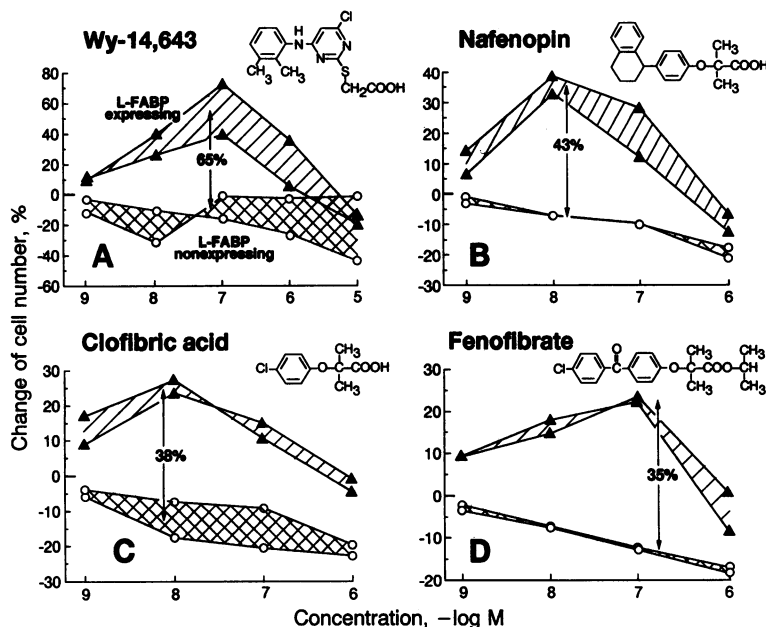 Wy-14,643
Cl
H
N
N
N
CH3 CH3
S
CH2COOH
80
60
40
20
0
-20
-40
-60
L-FABP
expressing
65%
L-FABP
nonexpressing
A
9 8 7 6 5
Nafenopin
CH3
O-C-COOH
CH3
40
30
20
10
0
-10
-20
-30
43%
B
9 8 7 6
Change of cell number, %
Clofibric acid
CH3
Cl O-C-COOH
CH3
30
20
10
0
-10
-20
-30
38%
C
9 8 7 6
Fenofibrate
O CH3 CH3
Cl C O-C-COO-CH
CH3 CH3
30
20
10
0
-10
-20
35%
D
9 8 7 6
Concentration, -log M